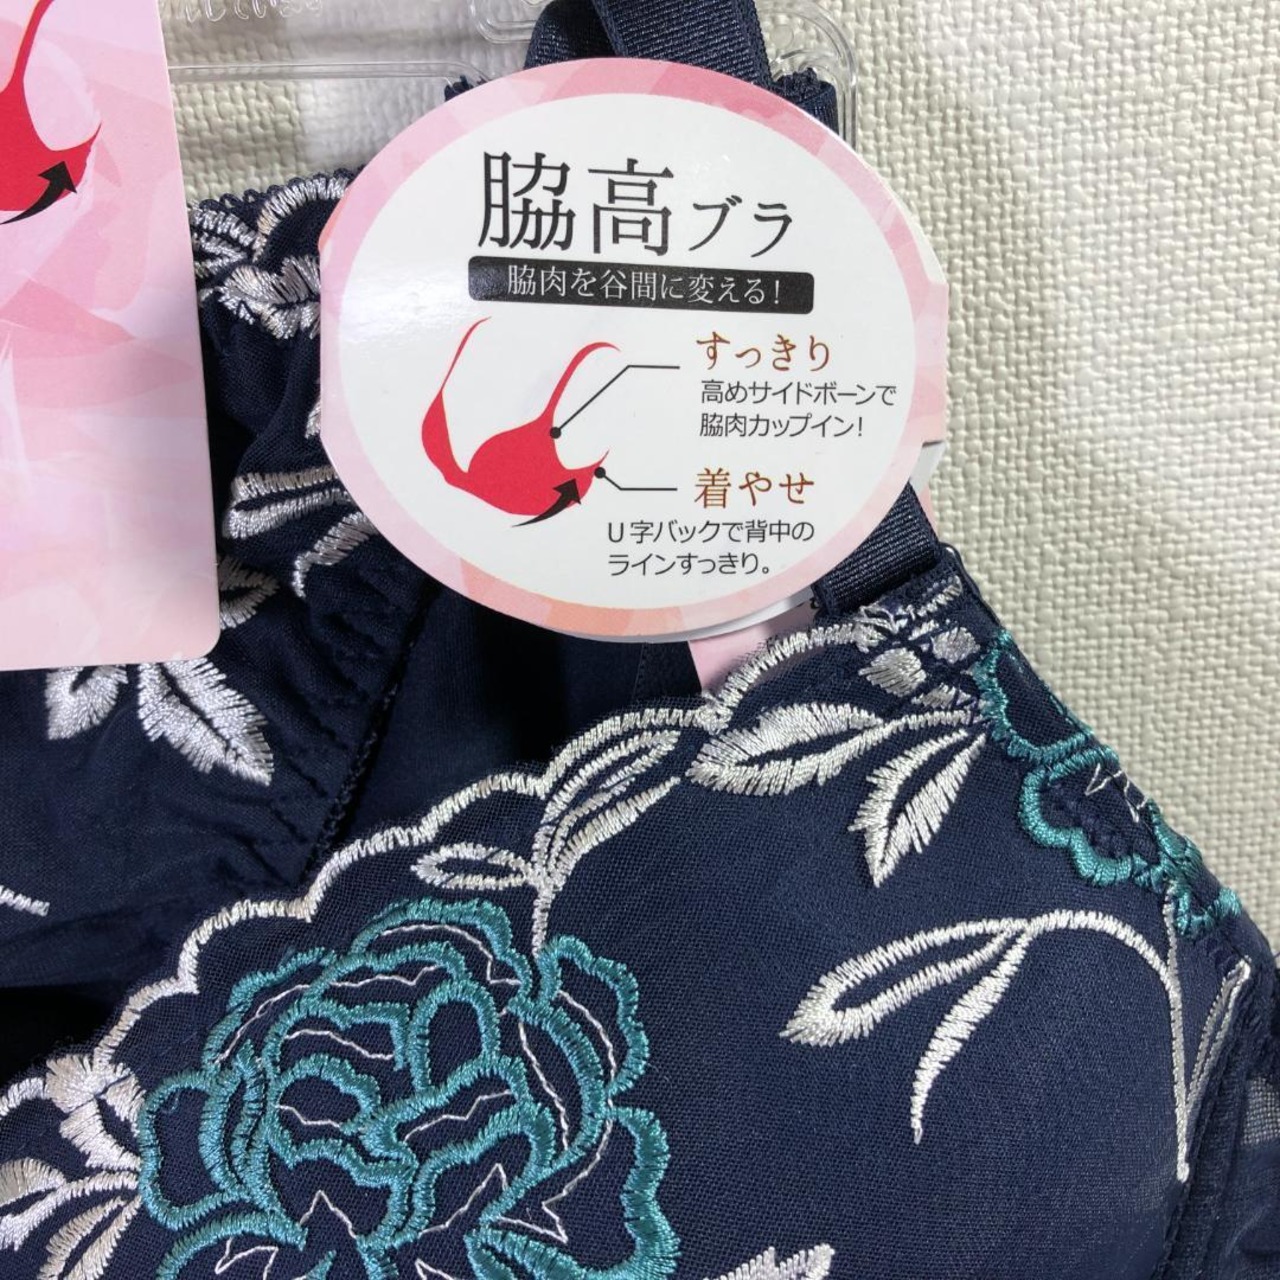 脇高ブラ
脇肉を谷間に変える!
すっきり
高めサイドボーンで
脇肉カップイン!
着やせ
U字バックで背中の
ラインすっきり。